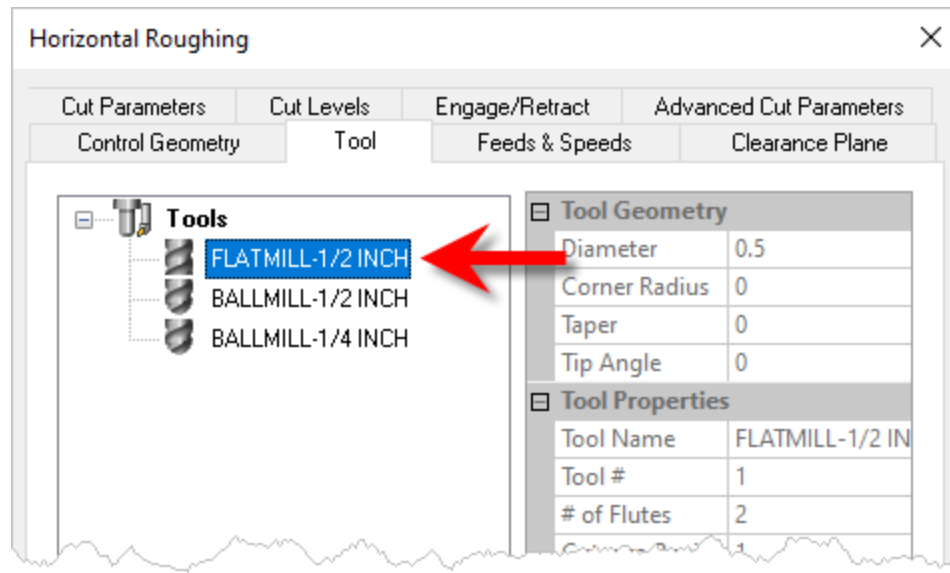 Horizontal Roughing
Cut Parameters Cut Levels Engage/Retract Advanced Cut Parameters
Control Geometry Tool Feeds & Speeds Clearance Plane
Tools
FLATMILL-1/2 INCH
BALLMILL-1/2 INCH
BALLMILL-1/4 INCH
Tool Geometry
Diameter 0.5
Corner Radius 0
Taper 0
Tip Angle 0
Tool Properties
Tool Name FLATMILL-1/2 IN
Tool # 1
# of Flutes 2